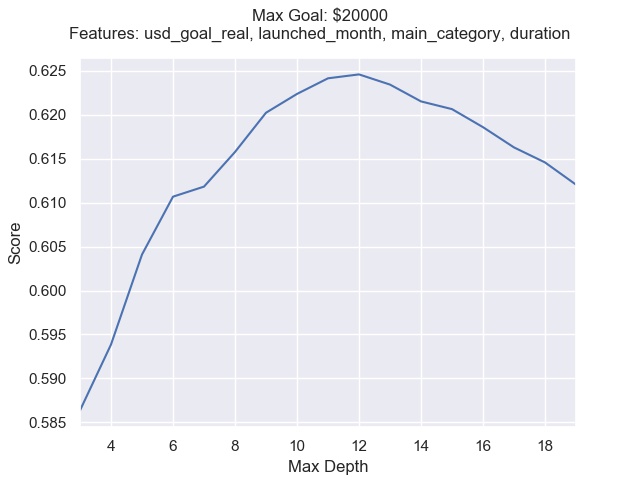 Max Goal: $20000
Features: usd_goal_real, launched_month, main_category, duration
0.625
0.620
0.615
0.610
0.605
0.600
0.595
0.590
0.585
Score
4 6 8 10 12 14 16 18
Max Depth